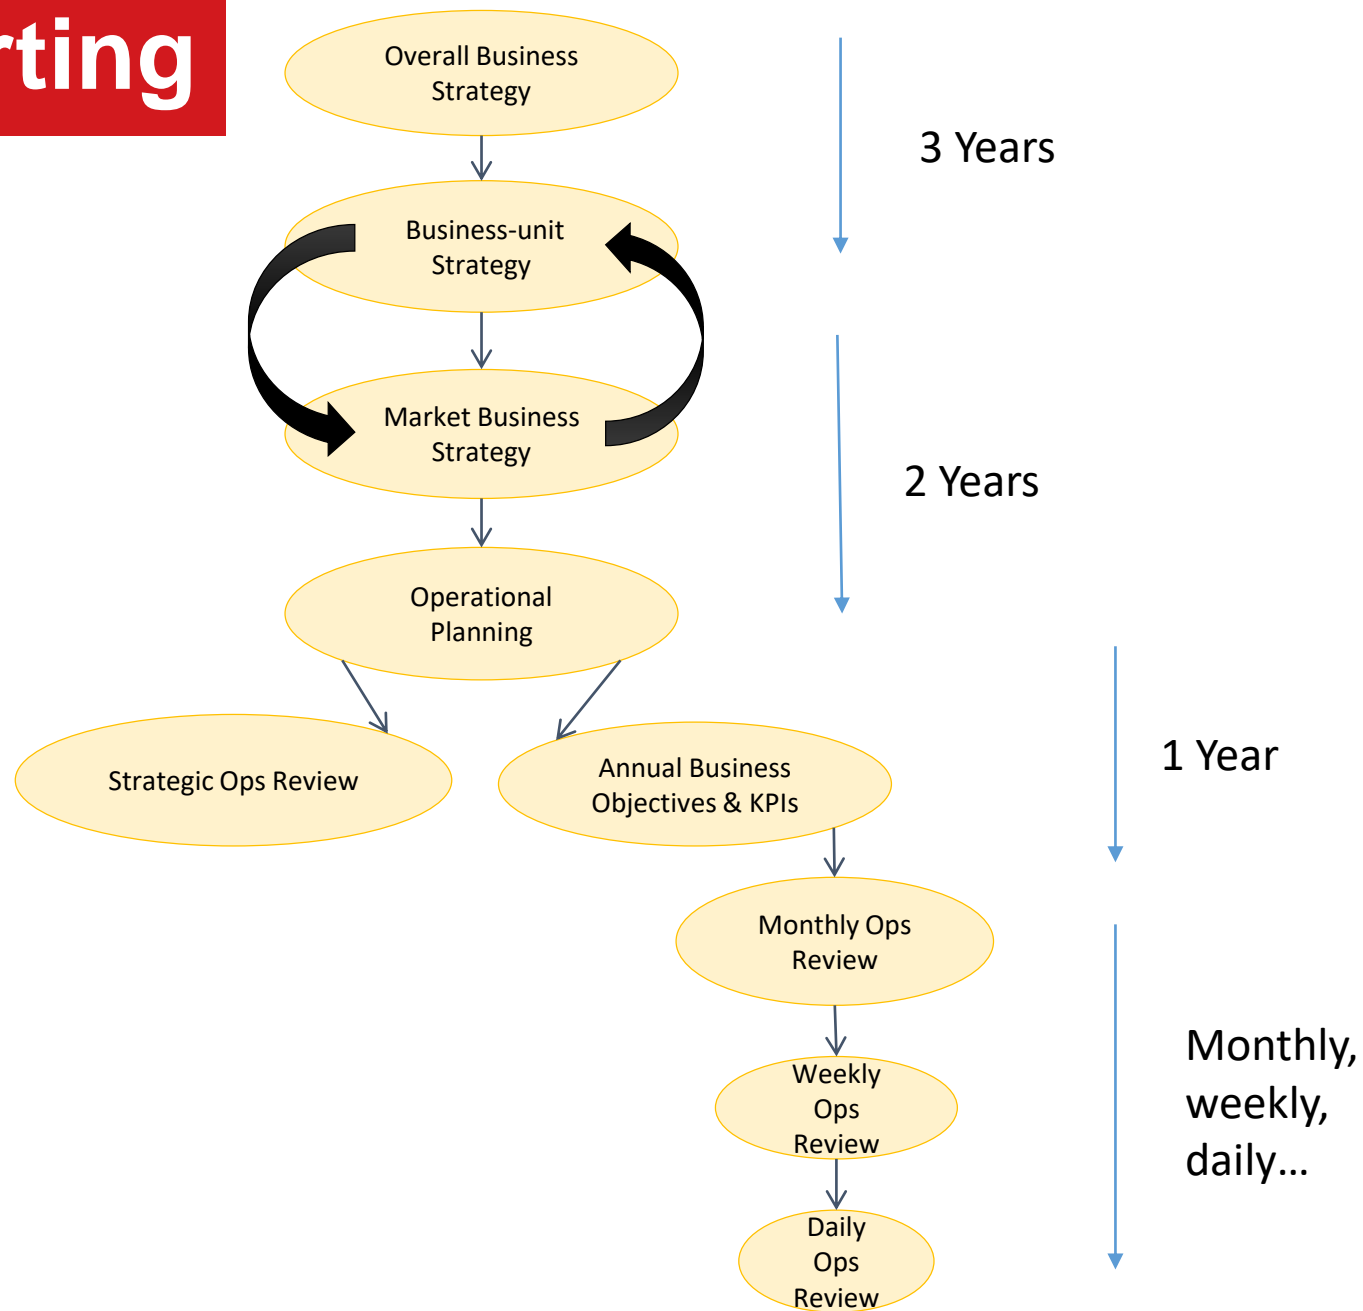 rting
Overall Business
Strategy
3 Years
Business-unit
Strategy
Market Business
Strategy
2 Years
Operational
Planning
Strategic Ops Review
Annual Business
Objectives & KPIs
1 Year
Monthly Ops
Review
Weekly
Ops
Review
Monthly,
weekly,
daily...
Daily
Ops
Review